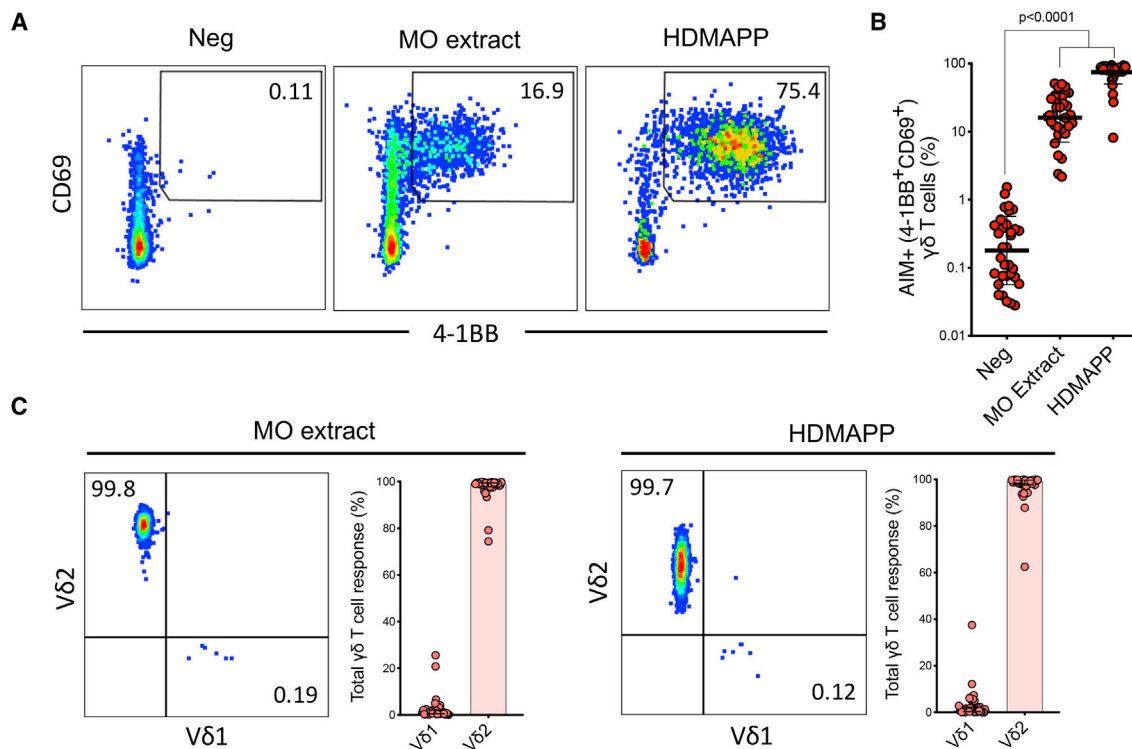 A
Neg
MO extract
HDMAPP
0.11
16.9
75.4
CD69
4-1BB
B
p<0.0001
AIM+ (4-1BB+CD69+)
γδ T cells (%)
100
10
1
0.1
0.01
Neg
MO Extract
HDMAPP
C
MO extract
99.8
0.19
Vδ2
Vδ1
Total γδ T cell response (%)
100
80
60
40
20
0
Vδ1
Vδ2
HDMAPP
99.7
0.12
Vδ2
Vδ1
Total γδ T cell response (%)
100
80
60
40
20
0
Vδ1
Vδ2